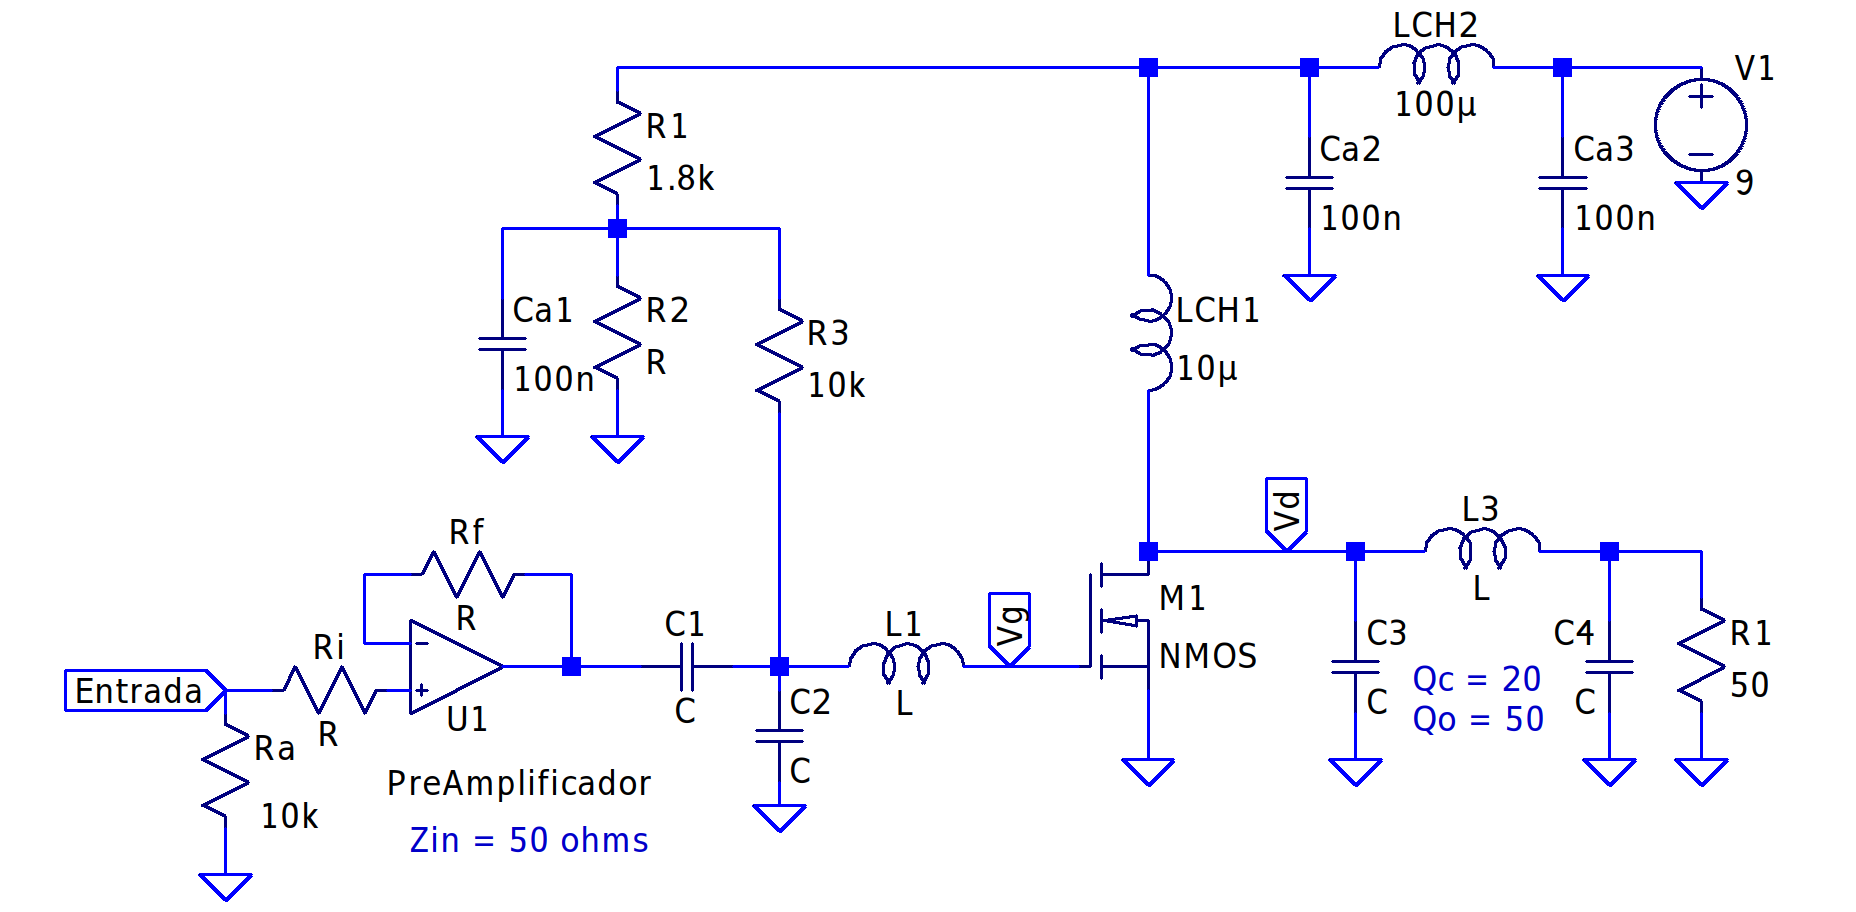 LCH2
100µ
V1
9
R1
1.8k
Ca2
100n
Ca3
100n
Ca1
100n
R2
R
R3
10k
LCH1
10µ
Vd
L3
L
Rf
R
Ri
R
Entrada
U1
C1
C
L1
L
Vg
M1
NMOS
C3
C
Qc = 20
Qo = 50
C4
C
R1
50
C2
C
Ra
10k
PreAmplificador
Zin = 50 ohms